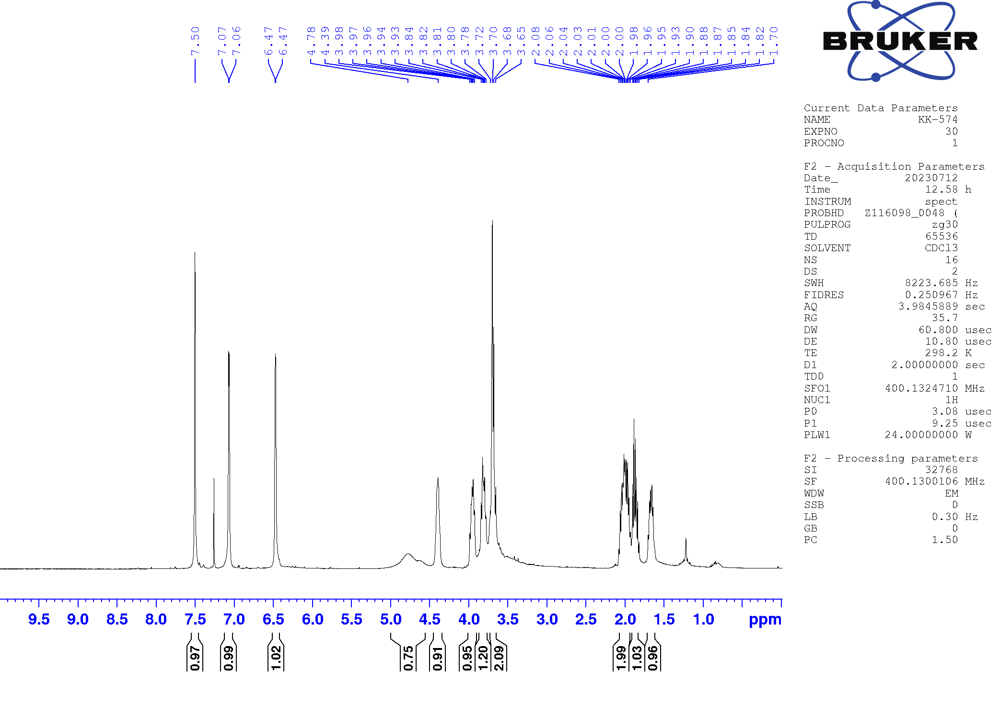 7.50
7.07
7.06
6.47
6.47
4.78
4.39
3.98
3.97
3.96
3.94
3.93
3.84
3.82
3.81
3.80
3.78
3.72
3.70
3.68
3.65
2.08
2.06
2.04
2.03
2.01
2.00
2.00
1.98
1.96
1.95
1.93
1.90
1.88
1.87
1.85
1.84
1.82
1.70
BRUKER
Current Data Parameters
NAME KK-574
EXPNO 30
PROCNO 1
F2 - Acquisition Parameters
Date_ 20230712
Time 12.58 h
INSTRUM spect
PROBHD Z116098_0048 (
PULPROG zg30
TD 65536
SOLVENT CDCl3
NS 16
DS 2
SWH 8223.685 Hz
FIDRES 0.250967 Hz
AQ 3.9845889 sec
RG 35.7
DW 60.800 usec
DE 10.80 usec
TE 298.2 K
D1 2.00000000 sec
TD0 1
SFO1 400.1324710 MHz
NUC1 1H
P0 3.08 usec
P1 9.25 usec
PLW1 24.00000000 W
F2 - Processing parameters
SI 32768
SF 400.1300106 MHz
WDW EM
SSB 0
LB 0.30 Hz
GB 0
PC 1.50
9.5 9.0 8.5 8.0 7.5 7.0 6.5 6.0 5.5 5.0 4.5 4.0 3.5 3.0 2.5 2.0 1.5 1.0 ppm
0.97
0.99
1.02
0.75
0.91
0.95
1.20
2.09
1.99
1.03
0.96